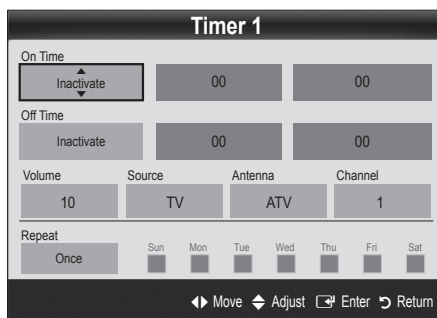 Timer 1
On Time
Inactivate 00 00
Off Time
Inactivate 00 00
Volume Source Antenna Channel
10 TV ATV 1
Repeat
Once Sun Mon Tue Wed Thu Fri Sat
Move Adjust Enter Return